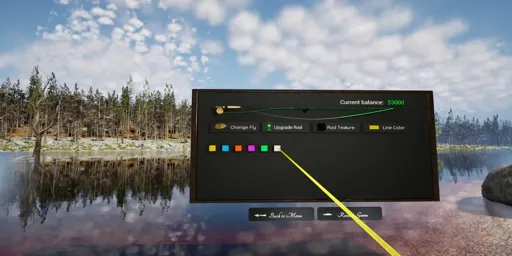 Current balance: $3000
Change Fly
Upgrade Rod
Rod Texture
Line Color
Back to Menu